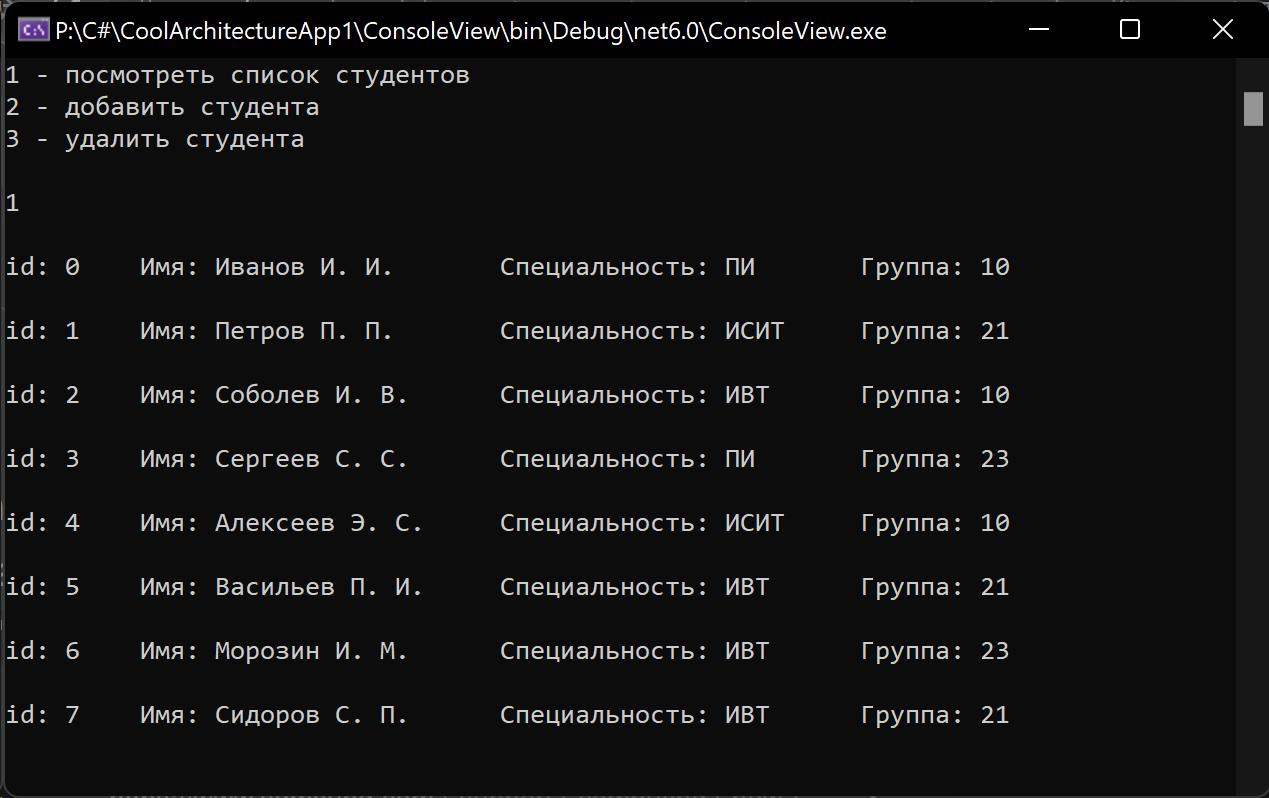 P:\C#\CoolArchitectureApp1\ConsoleView\bin\Debug\net6.0\ConsoleView.exe
1 - посмотреть список студентов
2 - добавить студента
3 - удалить студента
1
id: 0 Имя: Иванов И. И. Специальность: ПИ Группа: 10
id: 1 Имя: Петров П. П. Специальность: ИСИТ Группа: 21
id: 2 Имя: Соболев И. В. Специальность: ИВТ Группа: 10
id: 3 Имя: Сергеев С. С. Специальность: ПИ Группа: 23
id: 4 Имя: Алексеев Э. С. Специальность: ИСИТ Группа: 10
id: 5 Имя: Васильев П. И. Специальность: ИВТ Группа: 21
id: 6 Имя: Морозин И. М. Специальность: ИВТ Группа: 23
id: 7 Имя: Сидоров С. П. Специальность: ИВТ Группа: 21